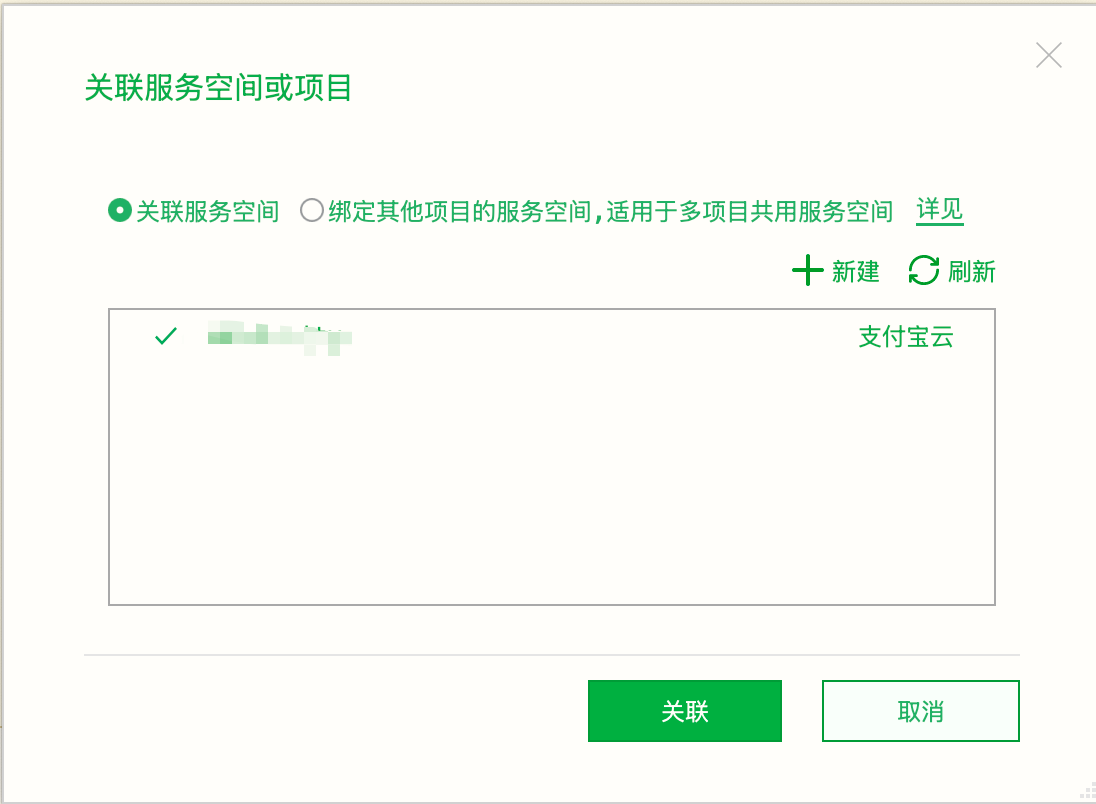 关联服务空间或项目
关联服务空间 绑定其他项目的服务空间,适用于多项目共用服务空间 详见
新建 刷新
支付宝云
关联 取消